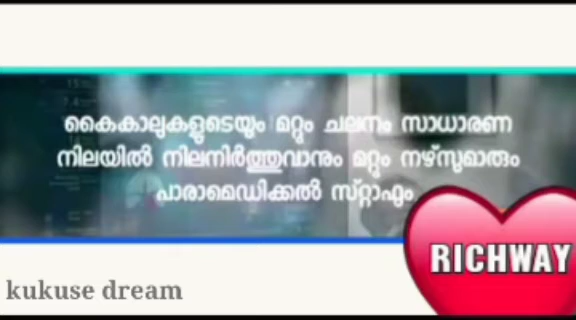 കൈകാലുകളുടെയും മറ്റും ചലനം സാധാരണ
നിലയിൽ നിലനിർത്തുവാനും മറ്റും നഴ്സുമാരും
പാരാമെഡിക്കൽ സ്റ്റാഫും
RICHWAY
kukuse dream